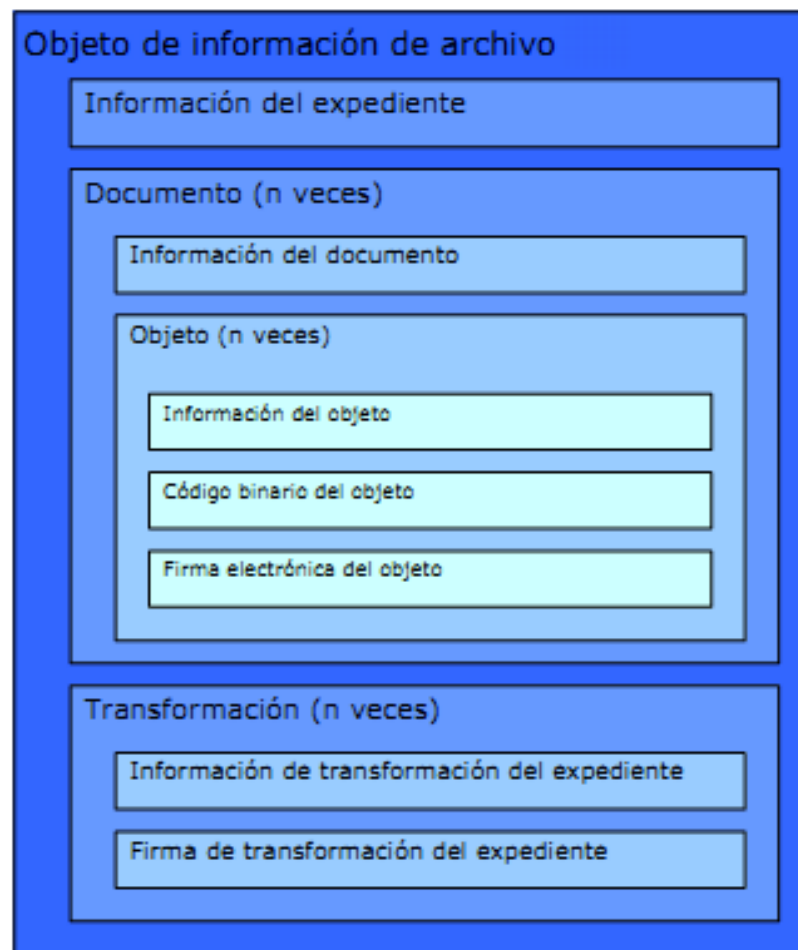 Objeto de información de archivo
Información del expediente
Documento (n veces)
Información del documento
Objeto (n veces)
Información del objeto
Código binario del objeto
Firma electrónica del objeto
Transformación (n veces)
Información de transformación del expediente
Firma de transformación del expediente